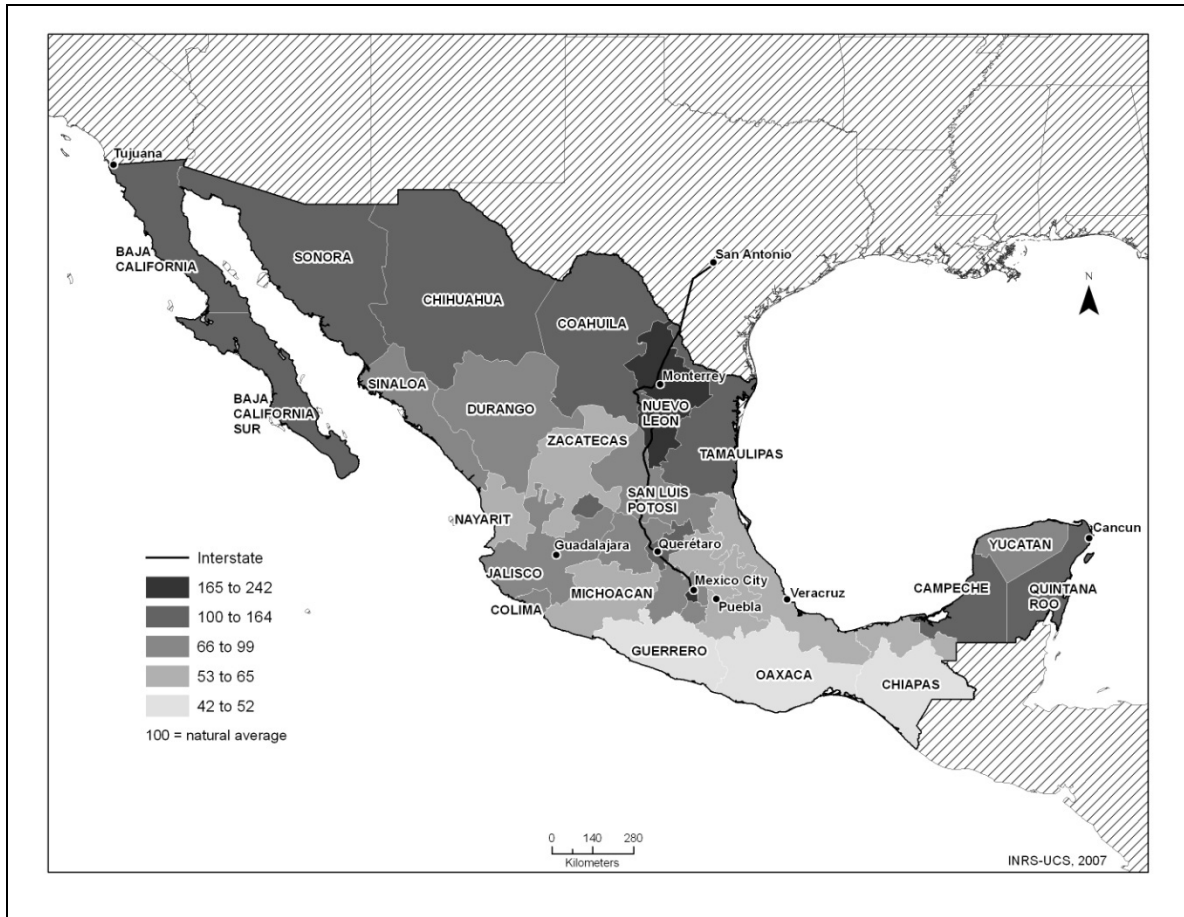 Tujuana
San Antonio
N
BAJA
CALIFORNIA
SONORA
CHIHUAHUA
COAHUILA
Monterrey
SINALOA
NUEVO
LEON
BAJA
CALIFORNIA
SUR
DURANGO
ZACATECAS
TAMAULIPAS
SAN LUIS
POTOSI
NAYARIT
Cancun
Querétaro
YUCATAN
Guadalajara
Interstate
JALISCO
Mexico City
CAMPECHE
QUINTANA
ROO
165 to 242
MICHOACAN
Veracruz
COLIMA
Puebla
100 to 164
66 to 99
GUERRERO
OAXACA
CHIAPAS
53 to 65
42 to 52
100 = natural average
0 140 280
Kilometers
INRS-UCS, 2007